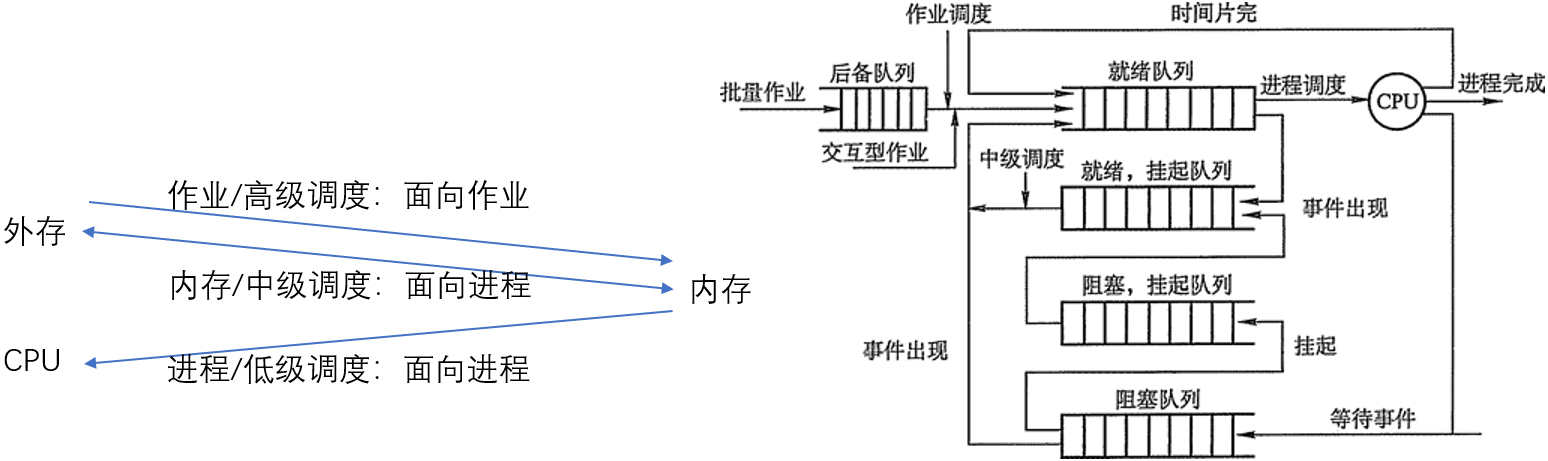 作业/高级调度：面向作业
外存
内存/中级调度：面向进程
内存
CPU
进程/低级调度：面向进程
作业调度
时间片完
后备队列
就绪队列
批量作业
进程调度
CPU
进程完成
交互型作业
中级调度
就绪，挂起队列
事件出现
阻塞，挂起队列
事件出现
挂起
阻塞队列
等待事件